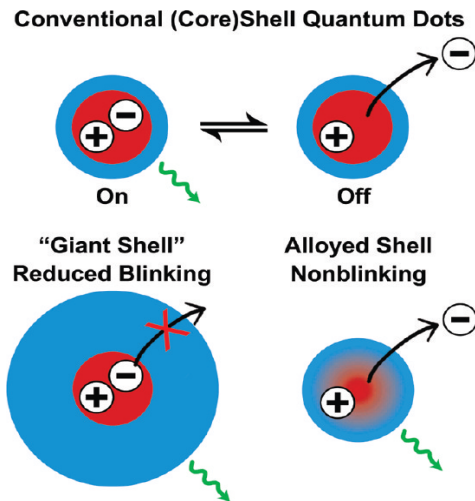 Conventional (Core)Shell Quantum Dots
On
Off
“Giant Shell”
Reduced Blinking
Alloyed Shell
Nonblinking